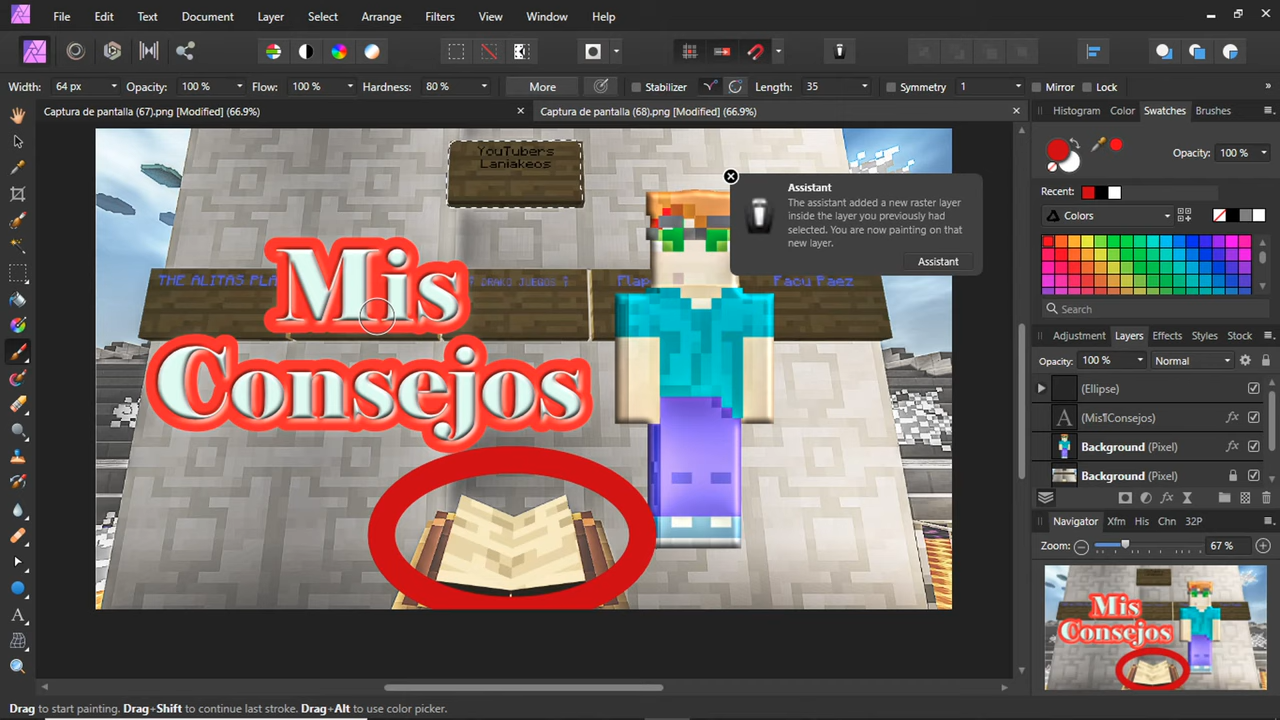 File Edit Text Document Layer Select Arrange Filters View Window Help
Width: 64 px Opacity: 100 % Flow: 100 % Hardness: 80 % More Stabilizer Length: 35 Symmetry 1 Mirror Lock
Captura de pantalla (67).png [Modified] (66.9%)
Captura de pantalla (68).png [Modified] (66.9%)
Histogram Color Swatches Brushes
YouTubers
Laniakeos
Assistant
The assistant added a new raster layer
inside the layer you previously had
selected. You are now painting on that
new layer.
Assistant
Opacity: 100 %
Recent:
Colors
Search
THE ALITAS
Facu Paez
Mis
Consejos
Adjustment Layers Effects Styles Stock
Opacity: 100 % Normal
(Ellipse)
(Mis¶Consejos) fx
Background (Pixel) fx
Background (Pixel)
fx
Navigator Xfm His Chn 32P
Zoom: 67 %
Mis
Consejos
Drag to start painting. Drag+Shift to continue last stroke. Drag+Alt to use color picker.